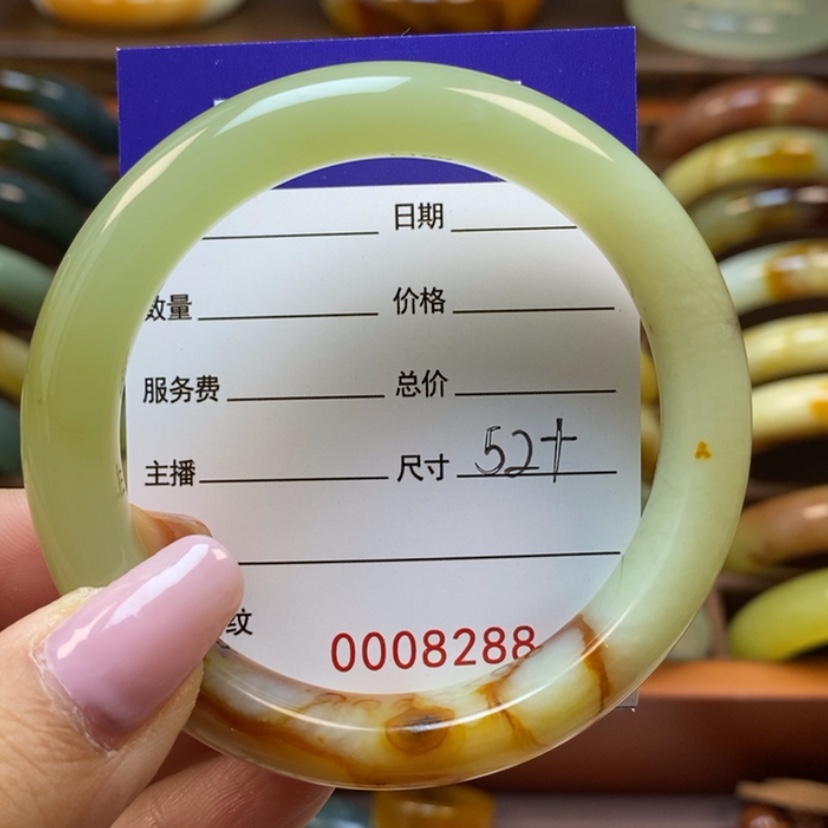 日期
数量 价格
服务费 总价
主播 尺寸 52+
纹
0008288